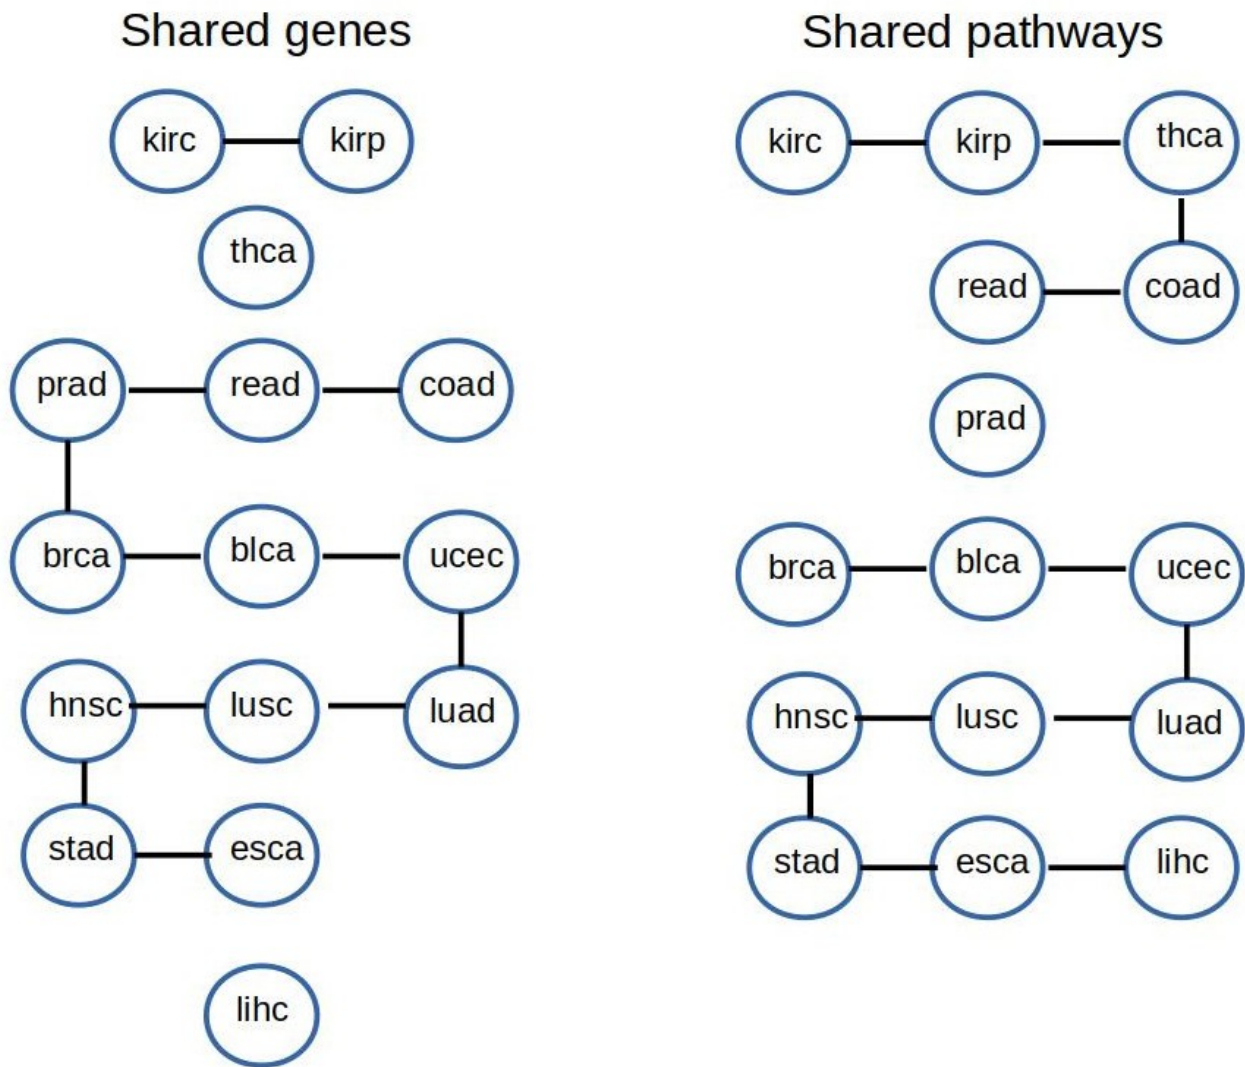 Shared genes
kirc kirp
thca
prad read coad
brca blca ucec
hnsc lusc luad
stad esca
lihc
Shared pathways
kirc kirp thca
read coad
prad
brca blca ucec
hnsc lusc luad
stad esca lihc